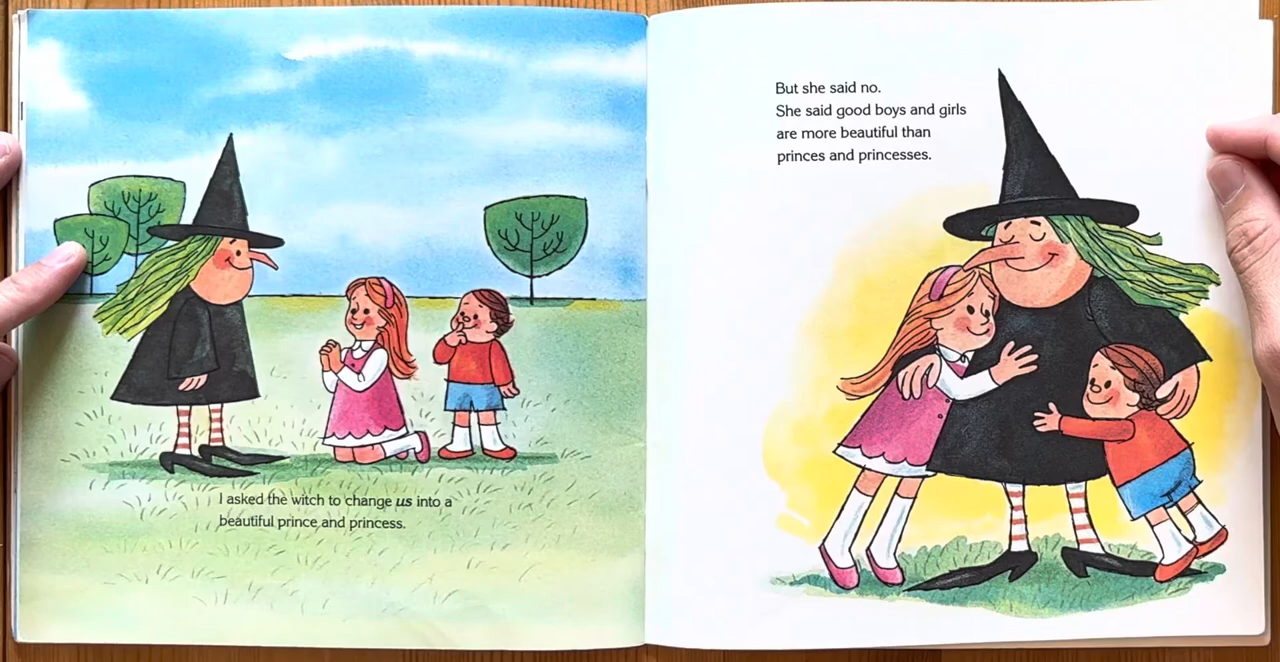 I asked the witch to change us into a
beautiful prince and princess.
But she said no.
She said good boys and girls
are more beautiful than
princes and princesses.